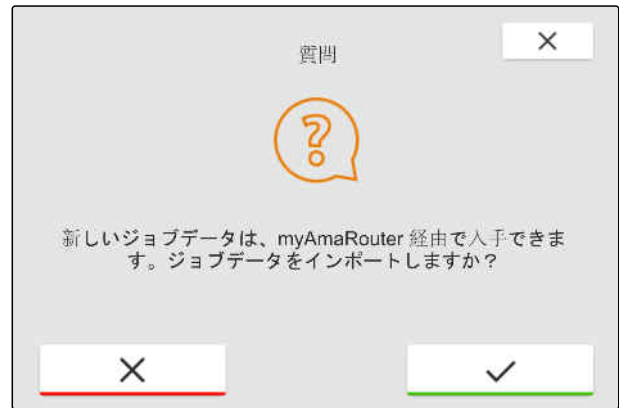 質問
新しいジョブデータは、myAmaRouter 経由で入手できま
す。ジョブデータをインポートしますか？